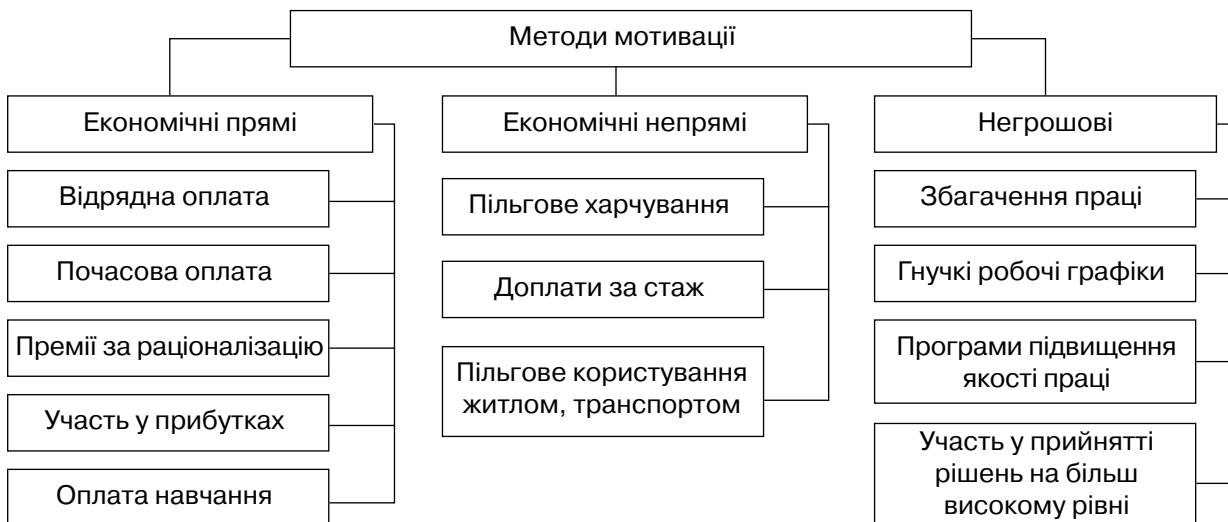 Методи мотивації
Економічні прямі
Відрядна оплата
Почасова оплата
Премії за раціоналізацію
Участь у прибутках
Оплата навчання
Економічні непрямі
Пільгове харчування
Доплати за стаж
Пільгове користування
житлом, транспортом
Негрошові
Збагачення праці
Гнучкі робочі графіки
Програми підвищення
якості праці
Участь у прийнятті
рішень на більш
високому рівні